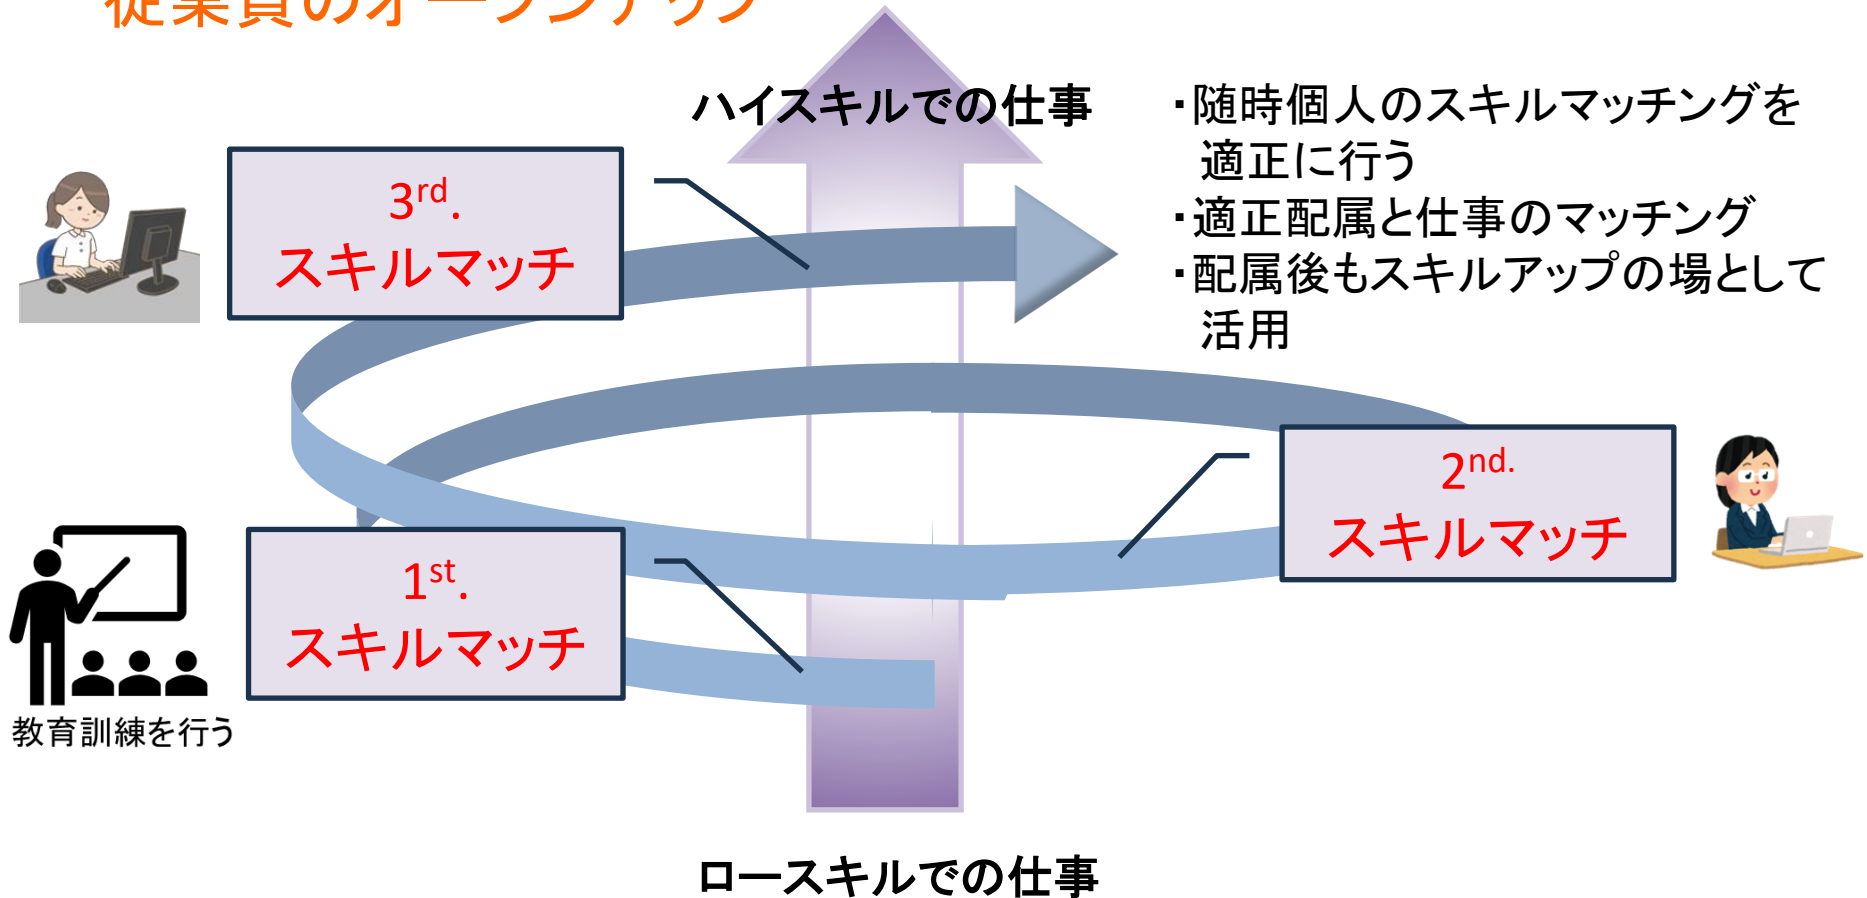 従業員の
ハイスキルでの仕事
・随時個人のスキルマッチングを
適正に行う
・適正配属と仕事のマッチング
・配属後もスキルアップの場として
活用
3rd.
スキルマッチ
2nd.
スキルマッチ
1st.
スキルマッチ
教育訓練を行う
ロースキルでの仕事